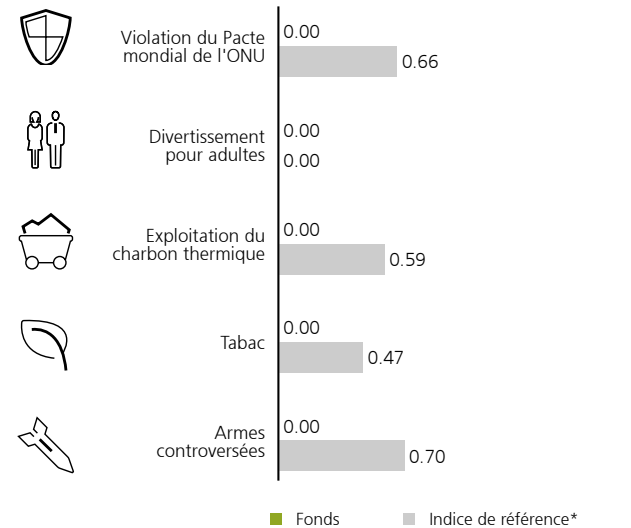 Violation du Pacte
mondial de l'ONU
0.00
0.66
Divertissement
pour adultes
0.00
0.00
Exploitation du
charbon thermique
0.00
0.59
Tabac
0.00
0.47
Armes
controversées
0.00
0.70
Fonds
Indice de référence*